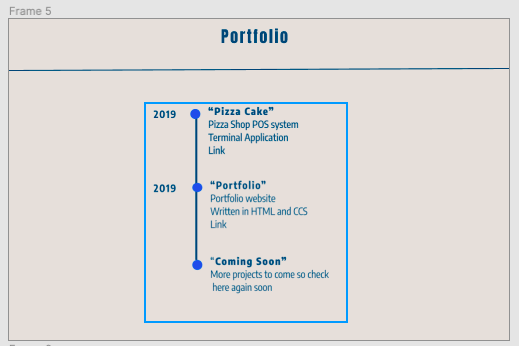 Frame 5
Portfolio
2019
“Pizza Cake”
Pizza Shop POS system
Terminal Application
Link
2019
“Portfolio”
Portfolio website
Written in HTML and CCS
Link
“Coming Soon”
More projects to come so check
here again soon